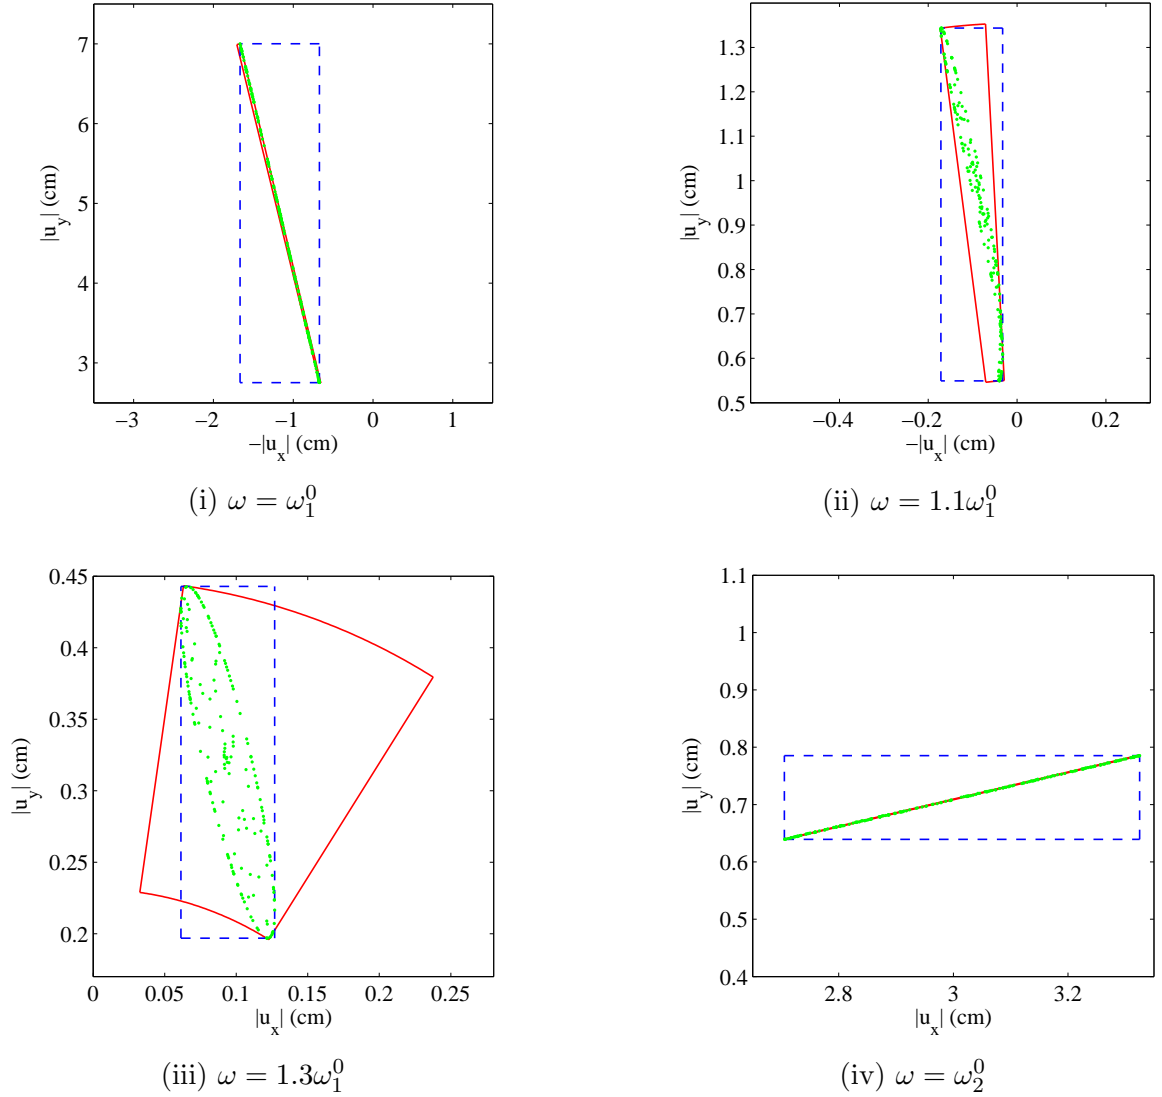 7
6
5
4
3
|u_y| (cm)
−3 −2 −1 0 1
−|u_x| (cm)
(i) ω = ω_1^0
1.3
1.2
1.1
1
0.9
0.8
0.7
0.6
0.5
|u_y| (cm)
−0.4 −0.2 0 0.2
−|u_x| (cm)
(ii) ω = 1.1ω_1^0
0.45
0.4
0.35
0.3
0.25
0.2
|u_y| (cm)
0 0.05 0.1 0.15 0.2 0.25
|u_x| (cm)
(iii) ω = 1.3ω_1^0
1.1
1
0.9
0.8
0.7
0.6
0.5
0.4
|u_y| (cm)
2.8 3 3.2
|u_x| (cm)
(iv) ω = ω_2^0